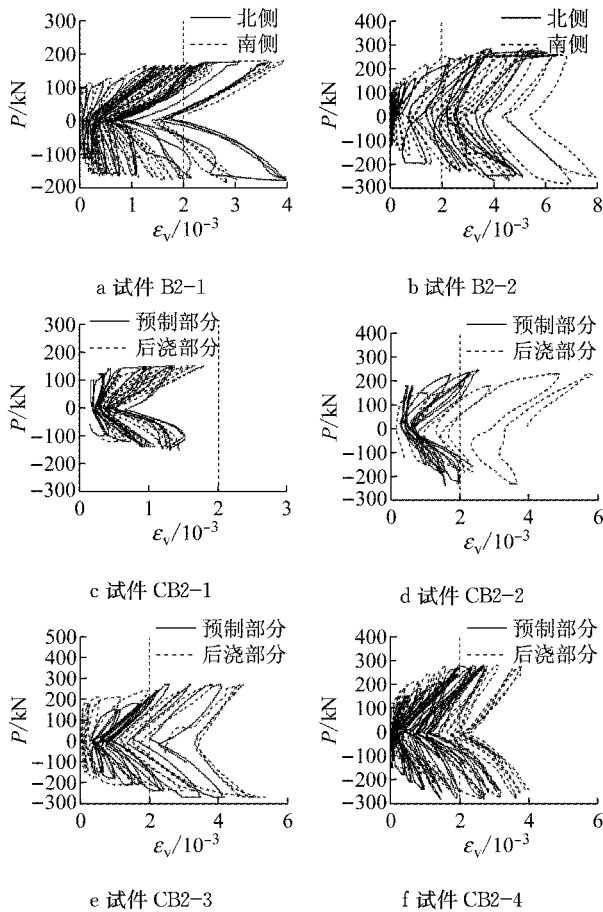 北侧
南侧
P/kN
300
200
100
0
−100
−200
0 1 2 3 4
εv/10⁻³
a 试件 B2-1
北侧
南侧
P/kN
400
300
200
100
0
−100
−200
−300
0 2 4 6 8
εv/10⁻³
b 试件 B2-2
预制部分
后浇部分
P/kN
300
200
100
0
−100
−200
−300
0 1 2 3
εv/10⁻³
c 试件 CB2-1
预制部分
后浇部分
P/kN
400
300
200
100
0
−100
−200
−300
0 2 4 6
εv/10⁻³
d 试件 CB2-2
预制部分
后浇部分
P/kN
500
400
300
200
100
0
−100
−200
−300
0 2 4 6
εv/10⁻³
e 试件 CB2-3
预制部分
后浇部分
P/kN
400
300
200
100
0
−100
−200
−300
0 2 4 6
εv/10⁻³
f 试件 CB2-4